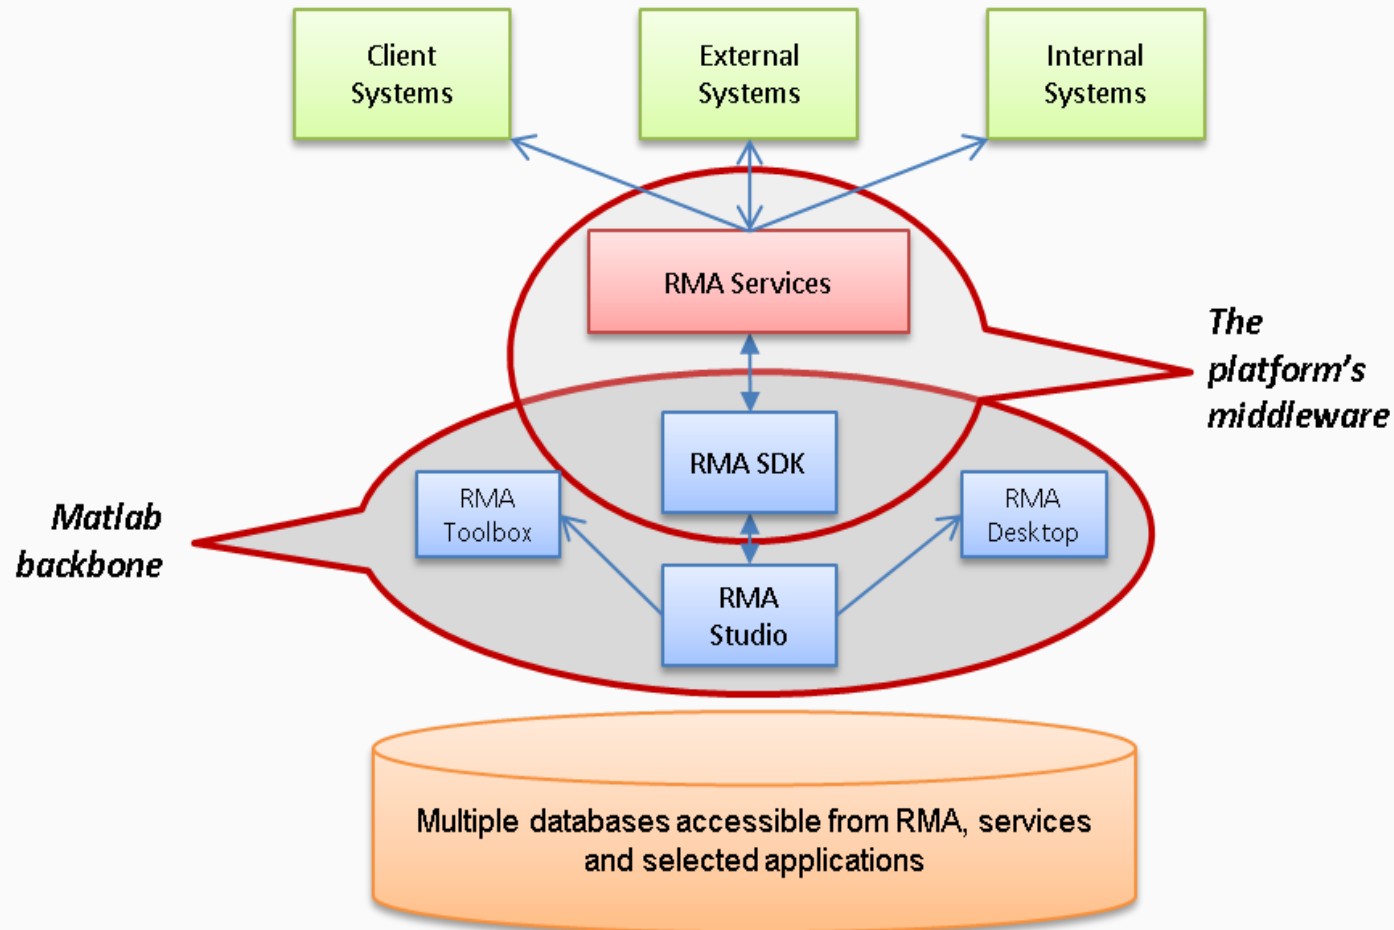 Client
Systems
External
Systems
Internal
Systems
RMA Services
The
platform's
middleware
RMA SDK
RMA
Toolbox
RMA
Desktop
Matlab
backbone
RMA
Studio
Multiple databases accessible from RMA, services
and selected applications